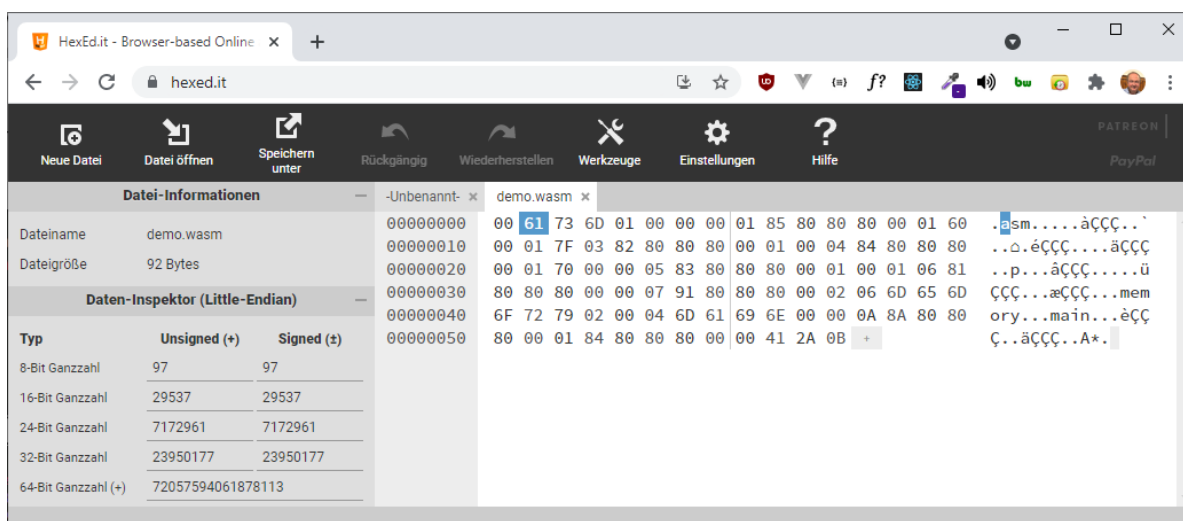 HexEd.it - Browser-based Online
hexed.it
Neue Datei
Datei öffnen
Speichern unter
Rückgängig
Wiederherstellen
Werkzeuge
Einstellungen
Hilfe
PATREON
PayPal
Datei-Informationen
Dateiname demo.wasm
Dateigröße 92 Bytes
Daten-Inspektor (Little-Endian)
Typ Unsigned (+) Signed (±)
8-Bit Ganzzahl 97 97
16-Bit Ganzzahl 29537 29537
24-Bit Ganzzahl 7172961 7172961
32-Bit Ganzzahl 23950177 23950177
64-Bit Ganzzahl (+) 72057594061878113
-Unbenannt- demo.wasm
00000000 00 61 73 6D 01 00 00 00 01 85 80 80 80 00 01 60 .asm.....àÇÇÇ..`
00000010 00 01 7F 03 82 80 80 80 00 01 00 04 84 80 80 80 ..⌂.éÇÇÇ....äÇÇÇ
00000020 00 01 70 00 00 05 83 80 80 80 00 01 00 01 06 81 ..p...âÇÇÇ.....ü
00000030 80 80 80 00 00 07 91 80 80 80 00 02 06 6D 65 6D ÇÇÇ...æÇÇÇ...mem
00000040 6F 72 79 02 00 04 6D 61 69 6E 00 00 0A 8A 80 80 ory...main...èÇÇ
00000050 80 00 01 84 80 80 80 00 00 41 2A 0B + Ç..äÇÇÇ..A*.